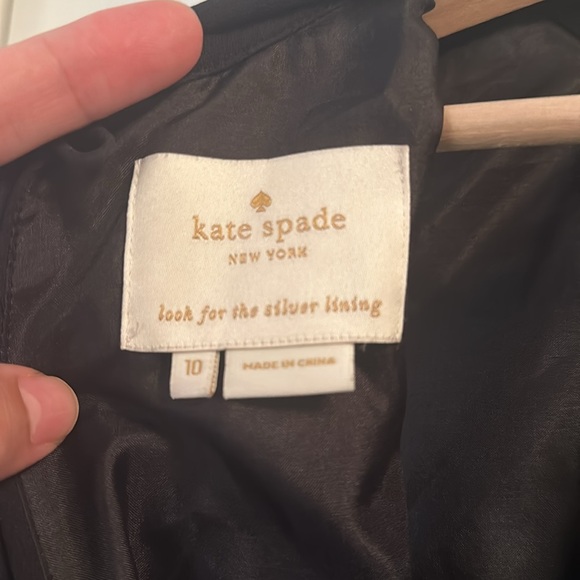 kate spade
NEW YORK
look for the silver lining
10
MADE IN CHINA